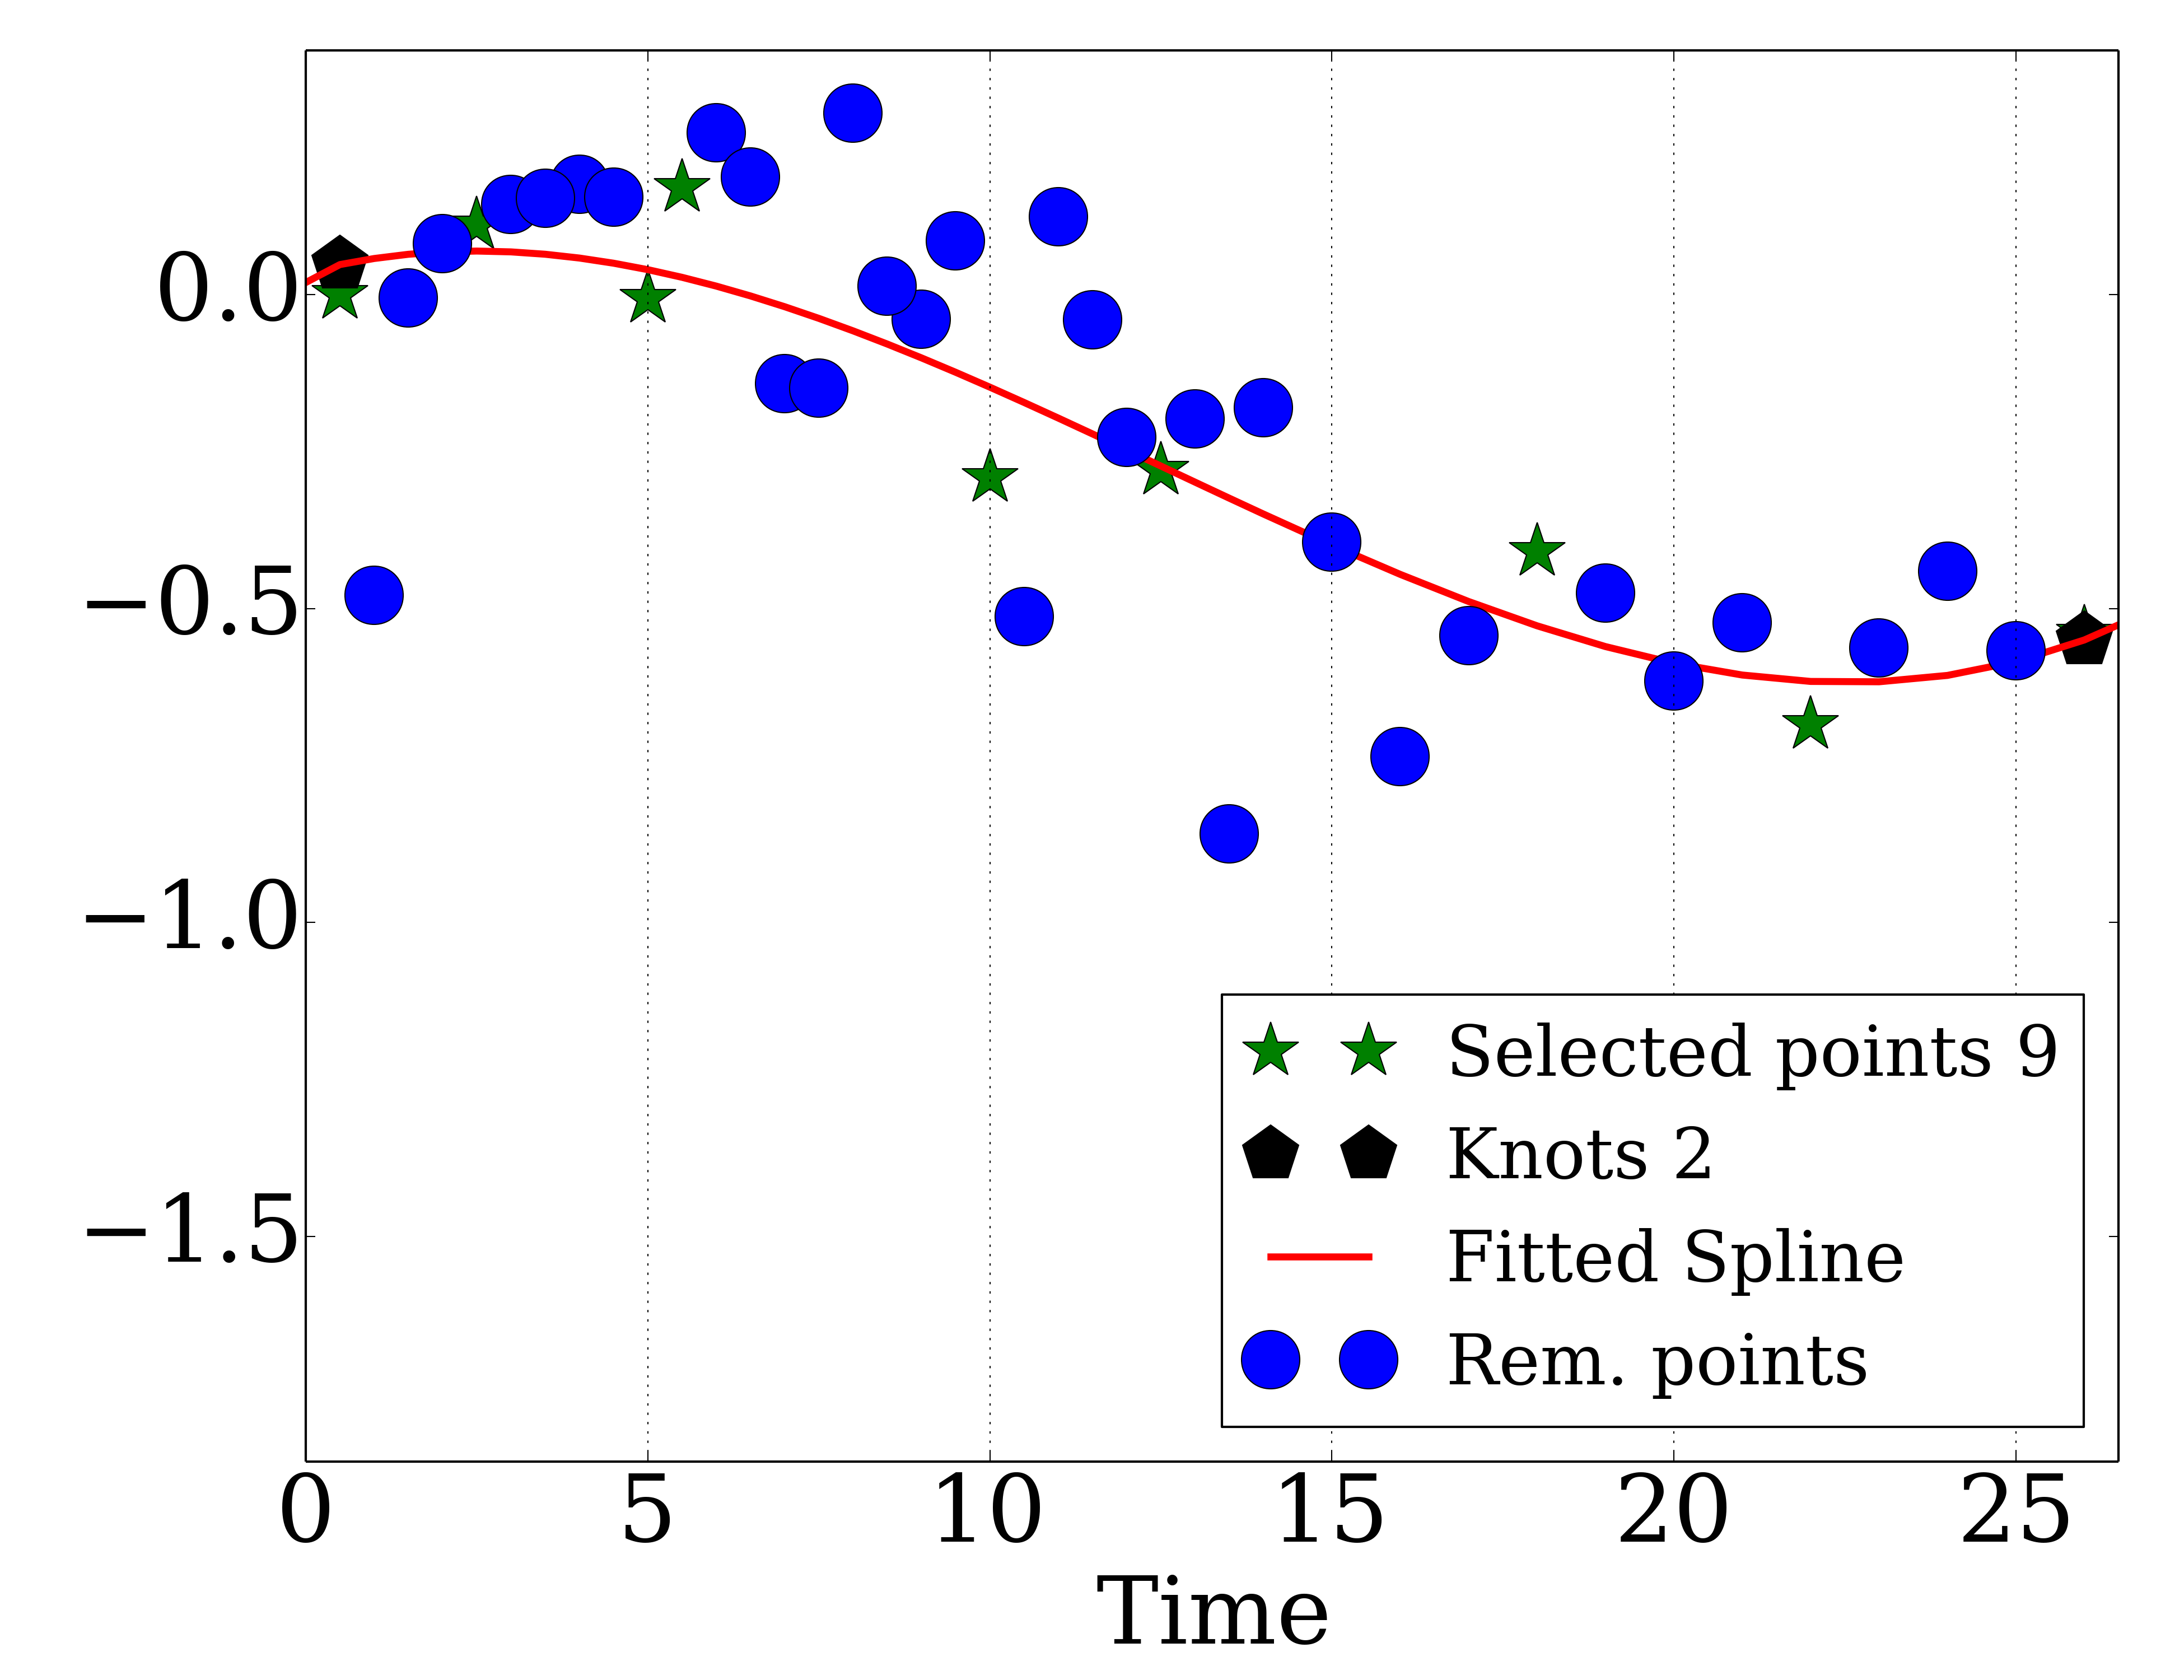 0.0
−0.5
−1.0
−1.5
Selected points 9
Knots 2
Fitted Spline
Rem. points
0 5 10 15 20 25
Time